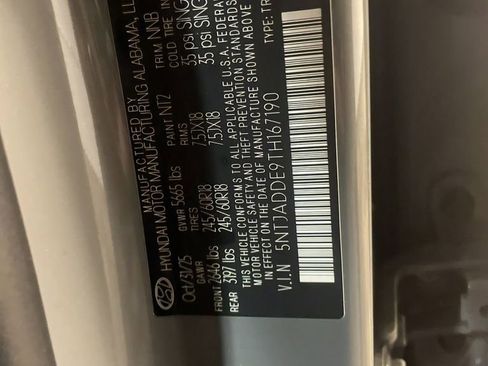 MANUFACTURED BY
HYUNDAI MOTOR MANUFACTURING ALABAMA, LL
Oct/31/25 GVWR 5665 lbs PAINT NT2 TRIM NNB
GAWR RIMS COLD TIRE IN
FRONT 2646 lbs 245/60R18 7.5JX18 35 psi SING
REAR 3197 lbs 245/60R18 7.5JX18 35 psi SING
THIS VEHICLE CONFORMS TO ALL APPLICABLE U.S.A. FEDERAL
MOTOR VEHICLE SAFETY AND THEFT PREVENTION STANDARDS
IN EFFECT ON THE DATE OF MANUFACTURE SHOWN ABOVE.
V.I.N 5NTJADDE9TH167190 TYPE: TR